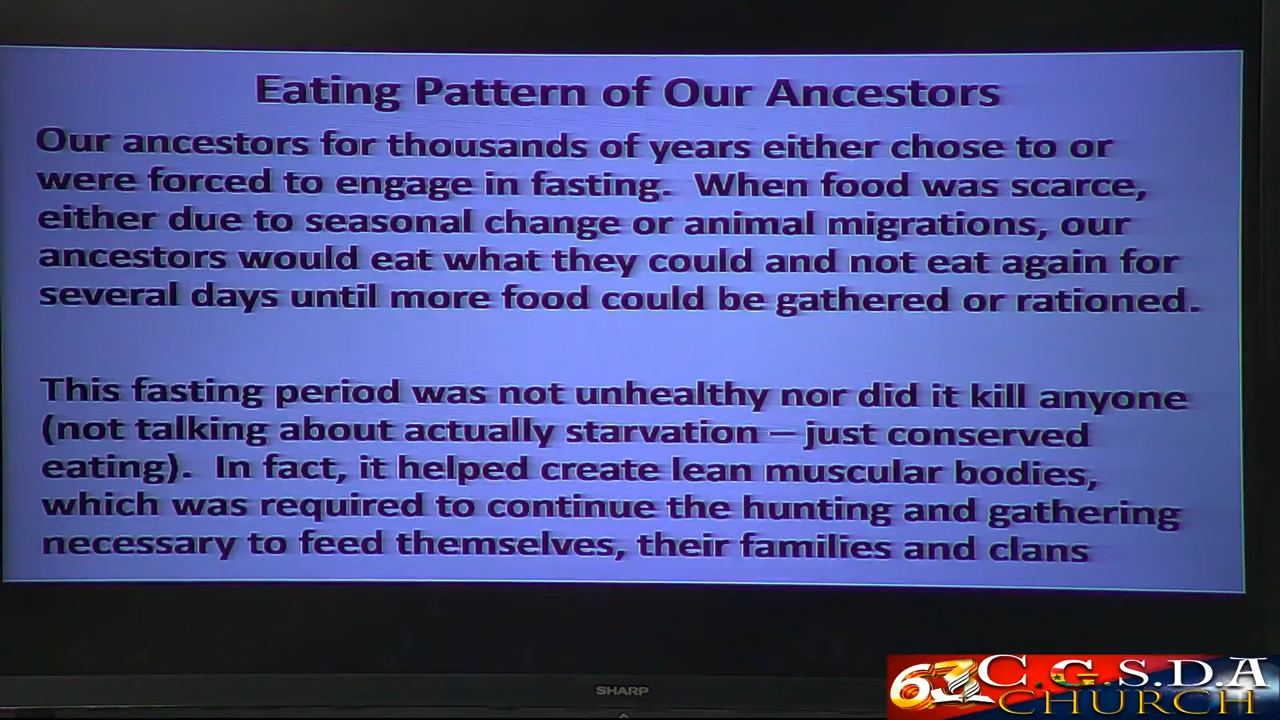 Eating Pattern of Our Ancestors
Our ancestors for thousands of years either chose to or
were forced to engage in fasting. When food was scarce,
either due to seasonal change or animal migrations, our
ancestors would eat what they could and not eat again for
several days until more food could be gathered or rationed.
This fasting period was not unhealthy nor did it kill anyone
(not talking about actually starvation – just conserved
eating). In fact, it helped create lean muscular bodies,
which was required to continue the hunting and gathering
necessary to feed themselves, their families and clans
SHARP
C.G.S.D.A
CHURCH